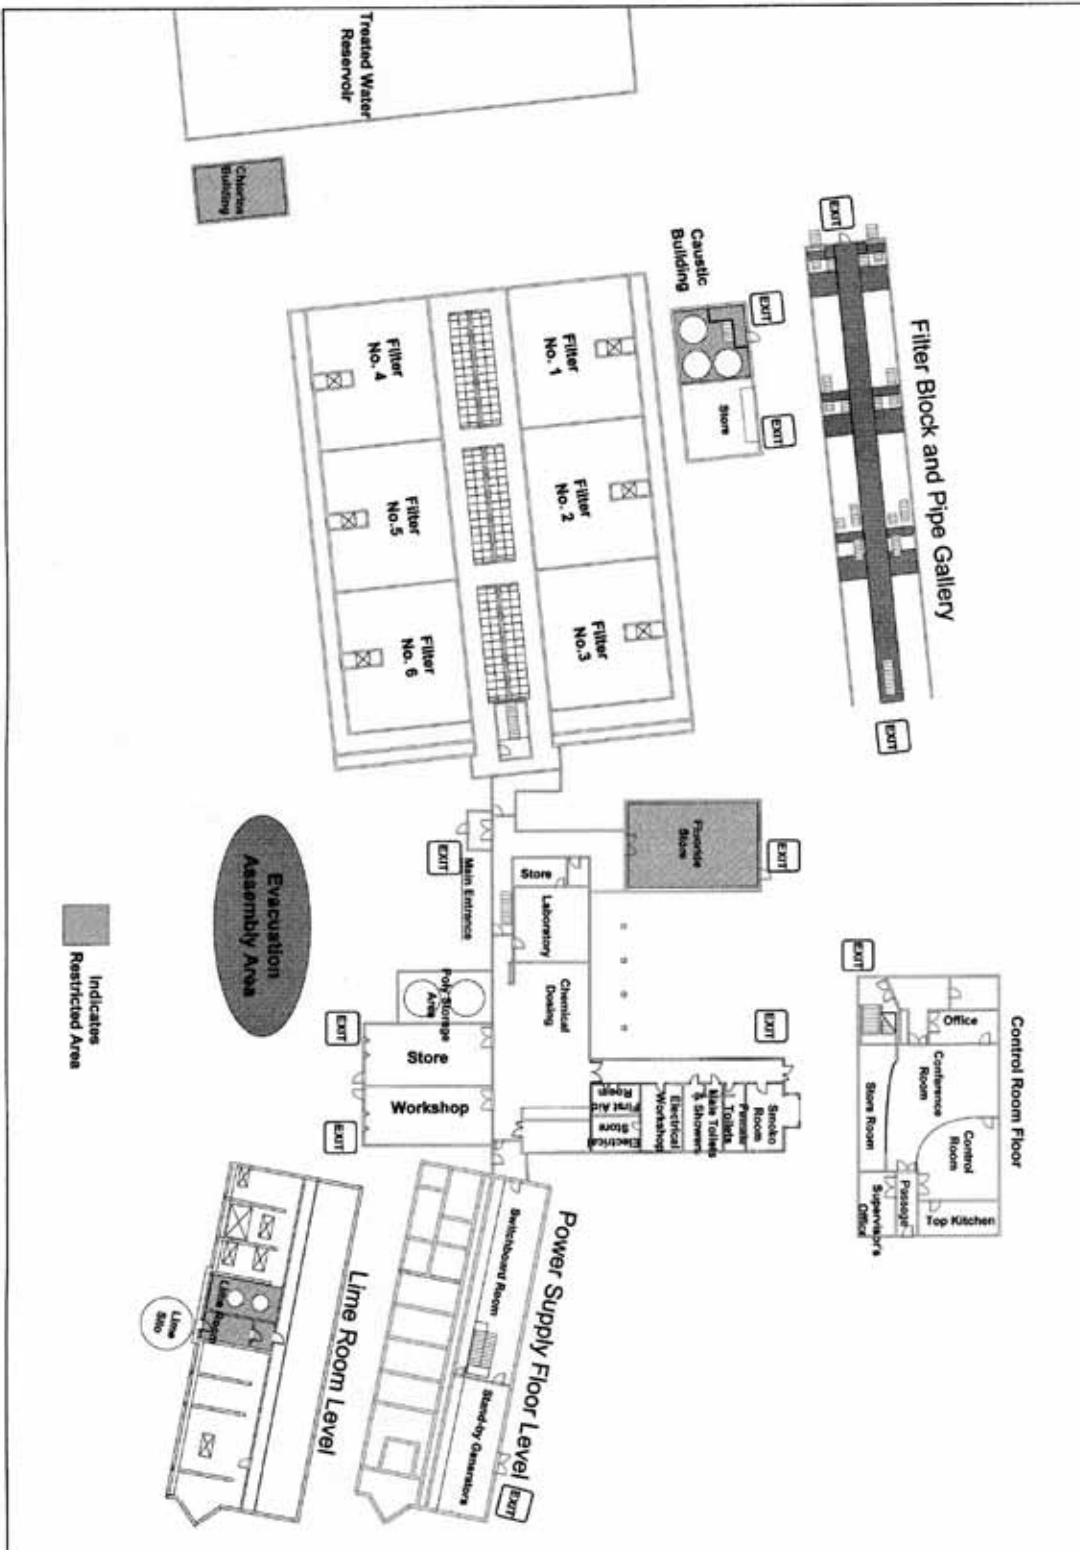 Treated Water
Reservoir
Chlorine
Building
Caustic
Building
EXIT
EXIT
Store
EXIT
Filter Block and Pipe Gallery
EXIT
Filter
No. 1
Filter
No. 2
Filter
No.3
Filter
No. 4
Filter
No.5
Filter
No. 6
Fluoride
Store
EXIT
EXIT
Main Entrance
Store
Laboratory
Chemical
Dosing
Poly Storage
Area
EXIT
Store
Workshop
EXIT
EXIT
First Aid
Room
Electrical
Store
Electrical
Workshop
Male Toilets
& Showers
Female
Toilets
Smoko
Room
Evacuation
Assembly Area
Indicates
Restricted Area
Control Room Floor
EXIT
Office
Conference
Room
Store Room
Control
Room
Passage
Supervisor's
Office
Top Kitchen
Power Supply Floor Level
Switchboard Room
Stand-by Generators
EXIT
Lime Room Level
Lime Room
Lime
Silo